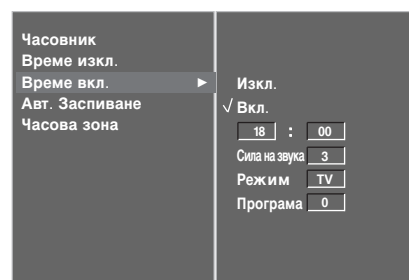 Часовник
Време изкл.
Време вкл. ►
Авт. Заспиване
Часова зона
Изкл.
√ Вкл.
18 : 00
Сила на звука 3
Режим TV
Програма 0